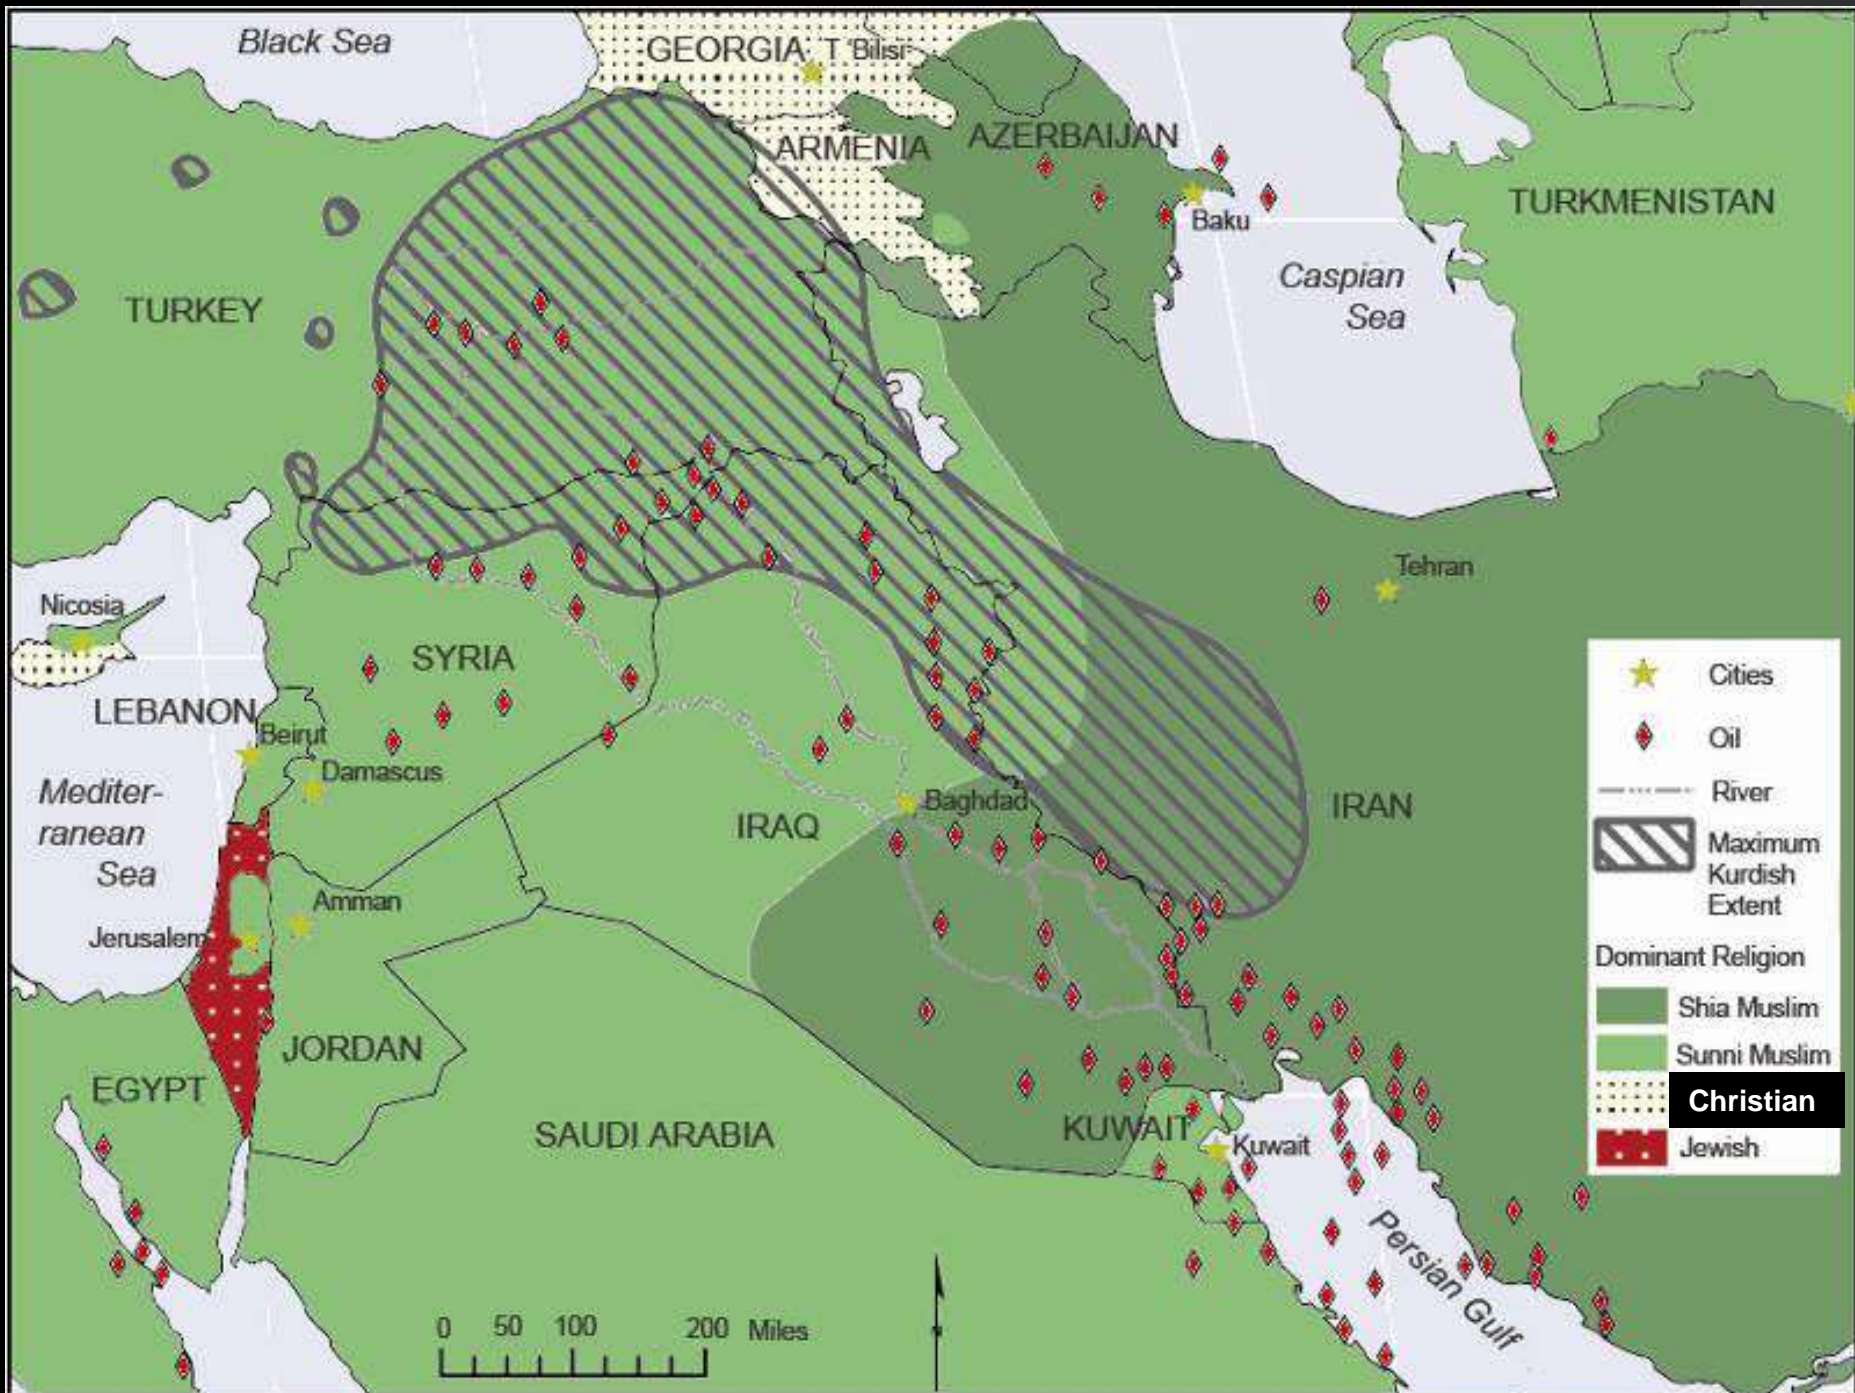 Black Sea
GEORGIA
T 'Bilisi
ARMENIA
AZERBAIJAN
Baku
TURKMENISTAN
Caspian
Sea
TURKEY
Tehran
Nicosia
SYRIA
LEBANON
Beirut
Damascus
Mediter-
ranean
Sea
Baghdad
IRAQ
IRAN
Amman
Jerusalem
JORDAN
EGYPT
SAUDI ARABIA
KUWAIT
Kuwait
Persian Gulf
0 50 100 200 Miles
Cities
Oil
River
Maximum
Kurdish
Extent
Dominant Religion
Shia Muslim
Sunni Muslim
Christian
Jewish